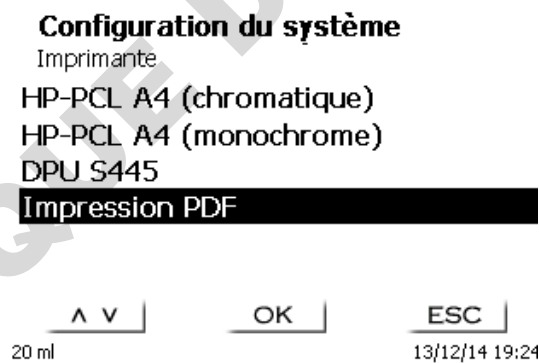 Configuration du système
Imprimante
HP-PCL A4 (chromatique)
HP-PCL A4 (monochrome)
DPU S445
Impression PDF
∧ ∨ OK ESC
20 ml 13/12/14 19:24